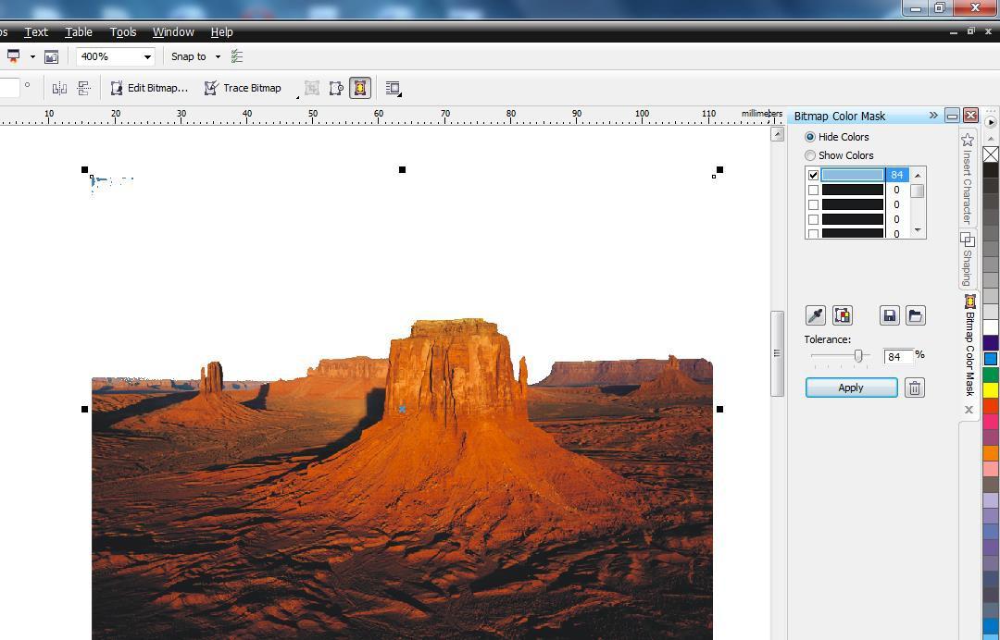 ps Text Table Tools Window Help
400% Snap to
° Edit Bitmap... Trace Bitmap
10 20 30 40 50 60 70 80 90 100 110 millimeters
Bitmap Color Mask
Hide Colors
Show Colors
84
0
0
0
0
Tolerance:
84 %
Apply
Insert Character
Shaping
Bitmap Color Mask